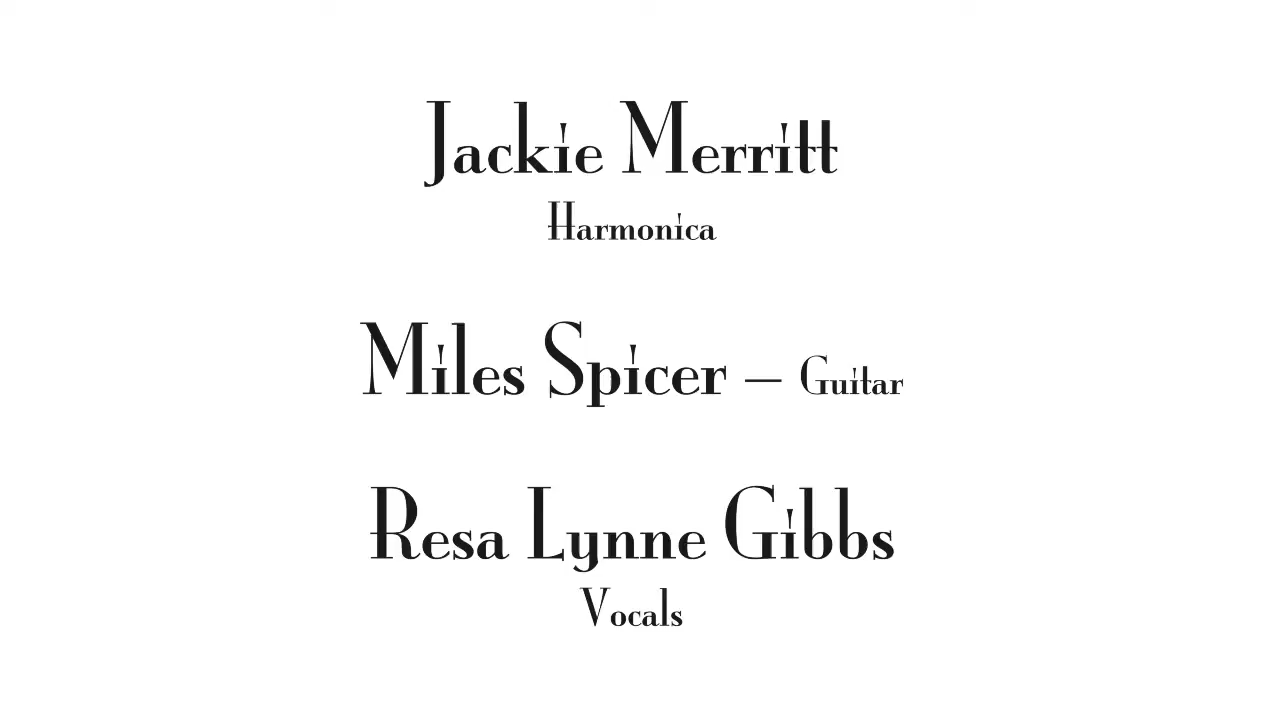 Jackie Merritt
Harmonica
Miles Spicer – Guitar
Resa Lynne Gibbs
Vocals